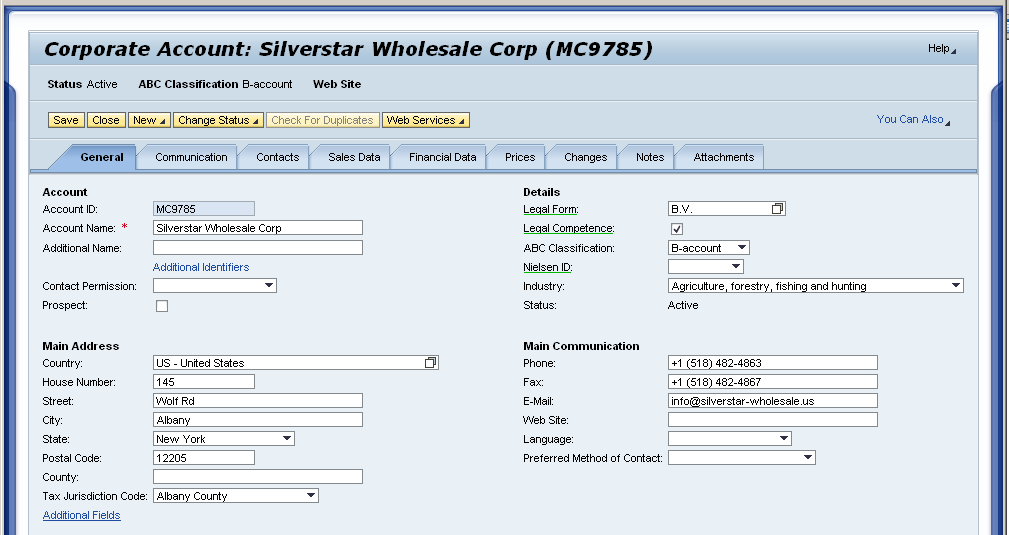 Corporate Account: Silverstar Wholesale Corp (MC9785)
Help
Status Active ABC Classification B-account Web Site
Save Close New Change Status Check For Duplicates Web Services
You Can Also
General Communication Contacts Sales Data Financial Data Prices Changes Notes Attachments
Account
Account ID: MC9785
Account Name: * Silverstar Wholesale Corp
Additional Name:
Additional Identifiers
Contact Permission:
Prospect:
Details
Legal Form: B.V.
Legal Competence:
ABC Classification: B-account
Nielsen ID:
Industry: Agriculture, forestry, fishing and hunting
Status: Active
Main Address
Country: US - United States
House Number: 145
Street: Wolf Rd
City: Albany
State: New York
Postal Code: 12205
County:
Tax Jurisdiction Code: Albany County
Additional Fields
Main Communication
Phone: +1 (518) 482-4863
Fax: +1 (518) 482-4867
E-Mail: info@silverstar-wholesale.us
Web Site:
Language:
Preferred Method of Contact: